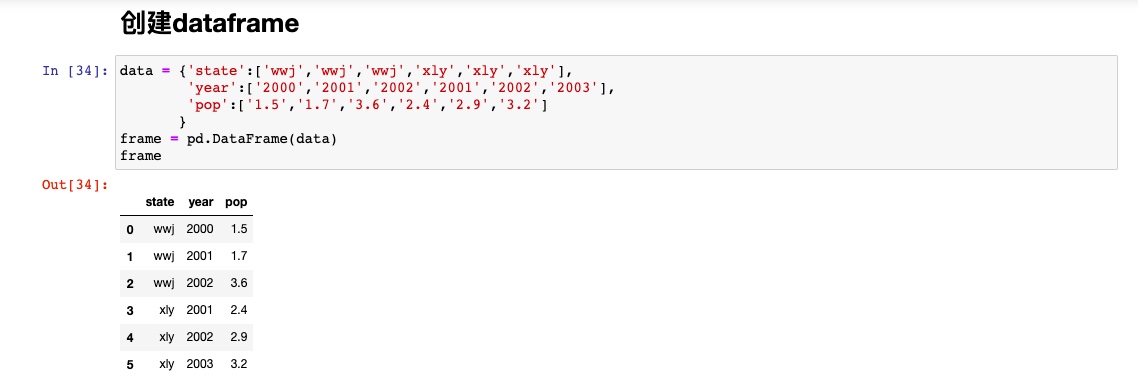 创建dataframe
In [34]: data = {'state':['wwj','wwj','wwj','xly','xly','xly'],
'year':['2000','2001','2002','2001','2002','2003'],
'pop':['1.5','1.7','3.6','2.4','2.9','3.2']
}
frame = pd.DataFrame(data)
frame
Out[34]:
state year pop
0 wwj 2000 1.5
1 wwj 2001 1.7
2 wwj 2002 3.6
3 xly 2001 2.4
4 xly 2002 2.9
5 xly 2003 3.2